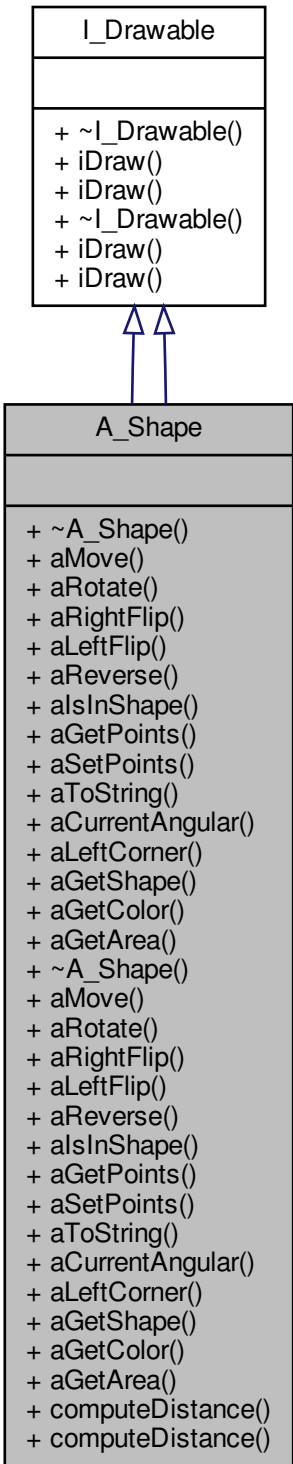 I_Drawable
+ ~I_Drawable()
+ iDraw()
+ iDraw()
+ ~I_Drawable()
+ iDraw()
+ iDraw()
A_Shape
+ ~A_Shape()
+ aMove()
+ aRotate()
+ aRightFlip()
+ aLeftFlip()
+ aReverse()
+ aIsInShape()
+ aGetPoints()
+ aSetPoints()
+ aToString()
+ aCurrentAngular()
+ aLeftCorner()
+ aGetShape()
+ aGetColor()
+ aGetArea()
+ ~A_Shape()
+ aMove()
+ aRotate()
+ aRightFlip()
+ aLeftFlip()
+ aReverse()
+ aIsInShape()
+ aGetPoints()
+ aSetPoints()
+ aToString()
+ aCurrentAngular()
+ aLeftCorner()
+ aGetShape()
+ aGetColor()
+ aGetArea()
+ computeDistance()
+ computeDistance()